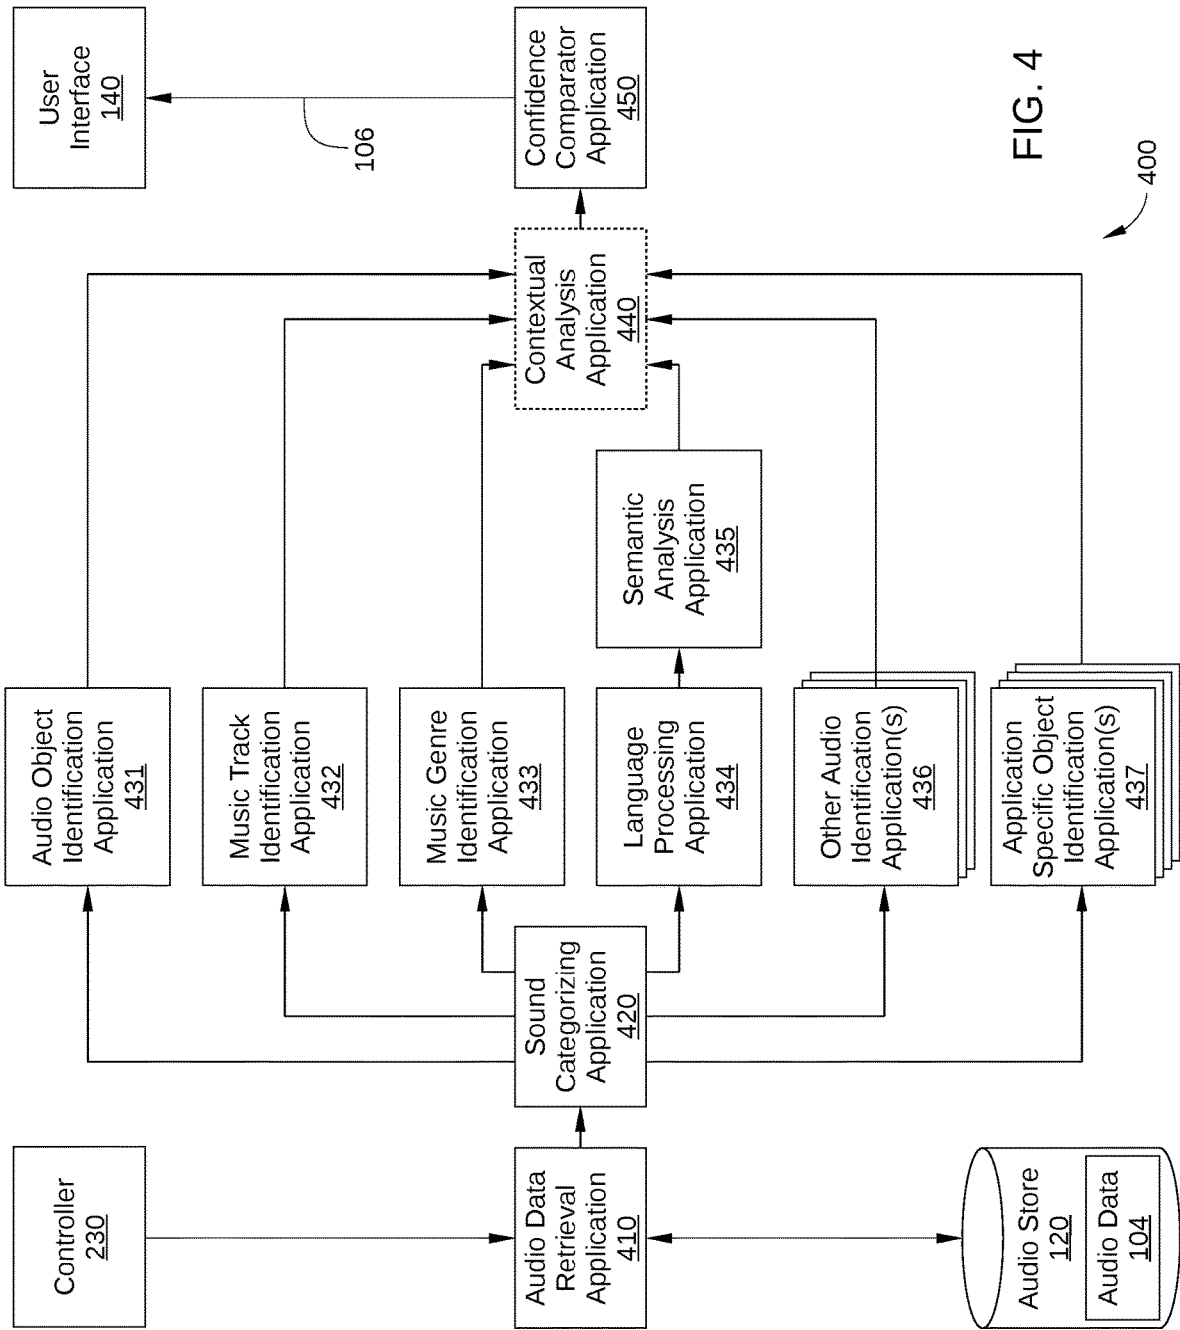 Controller
230
Audio Data
Retrieval
Application
410
Audio Store
120
Audio Data
104
Sound
Categorizing
Application
420
Audio Object
Identification
Application
431
Music Track
Identification
Application
432
Music Genre
Identification
Application
433
Language
Processing
Application
434
Other Audio
Identification
Application(s)
436
Application
Specific Object
Identification
Application(s)
437
Semantic
Analysis
Application
435
Contextual
Analysis
Application
440
User
Interface
140
106
Confidence
Comparator
Application
450
400
FIG. 4